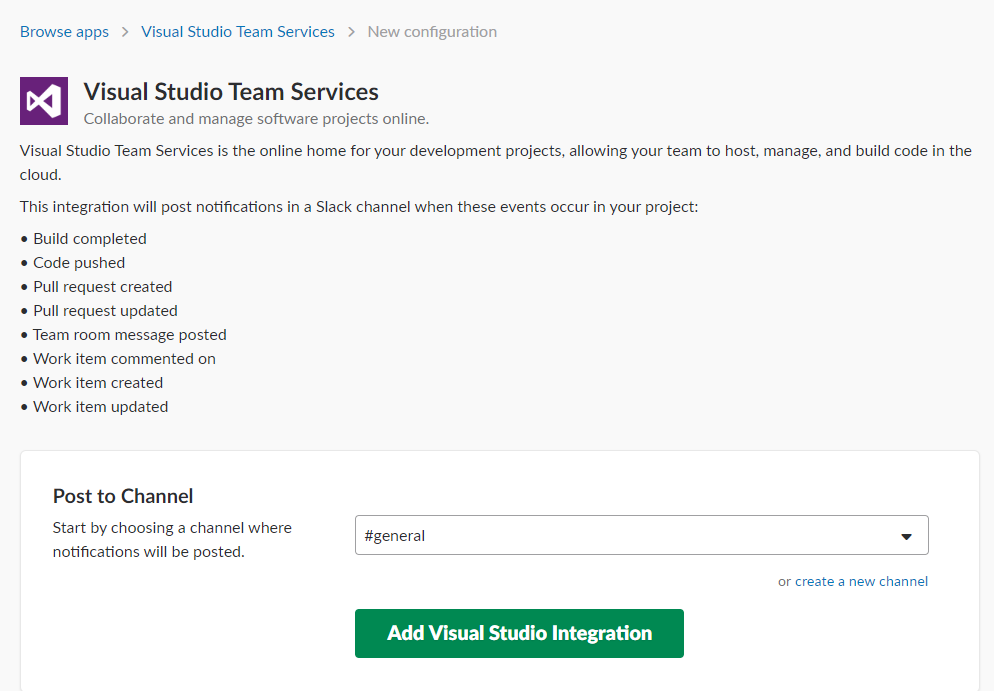 Browse apps > Visual Studio Team Services > New configuration
Visual Studio Team Services
Collaborate and manage software projects online.
Visual Studio Team Services is the online home for your development projects, allowing your team to host, manage, and build code in the
cloud.
This integration will post notifications in a Slack channel when these events occur in your project:
• Build completed
• Code pushed
• Pull request created
• Pull request updated
• Team room message posted
• Work item commented on
• Work item created
• Work item updated
Post to Channel
Start by choosing a channel where
notifications will be posted.
#general
or create a new channel
Add Visual Studio Integration